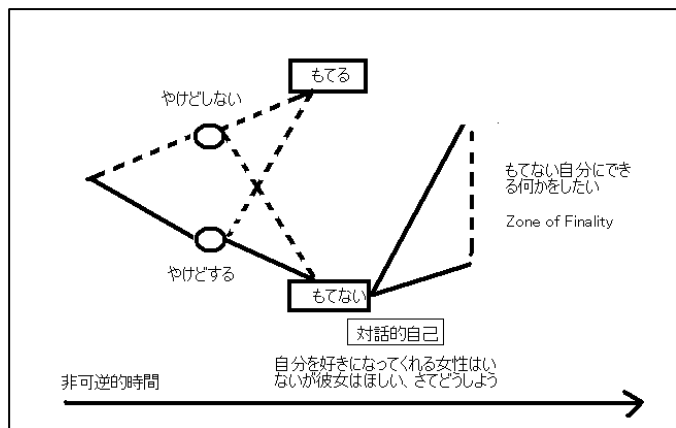 もてる
やけどしない
もてない自分にでき
る何かをしたい
Zone of Finality
やけどする
もてない
対話的自己
自分を好きになってくれる女性はい
ないが彼女はほしい、さてどうしよう
非可逆的時間